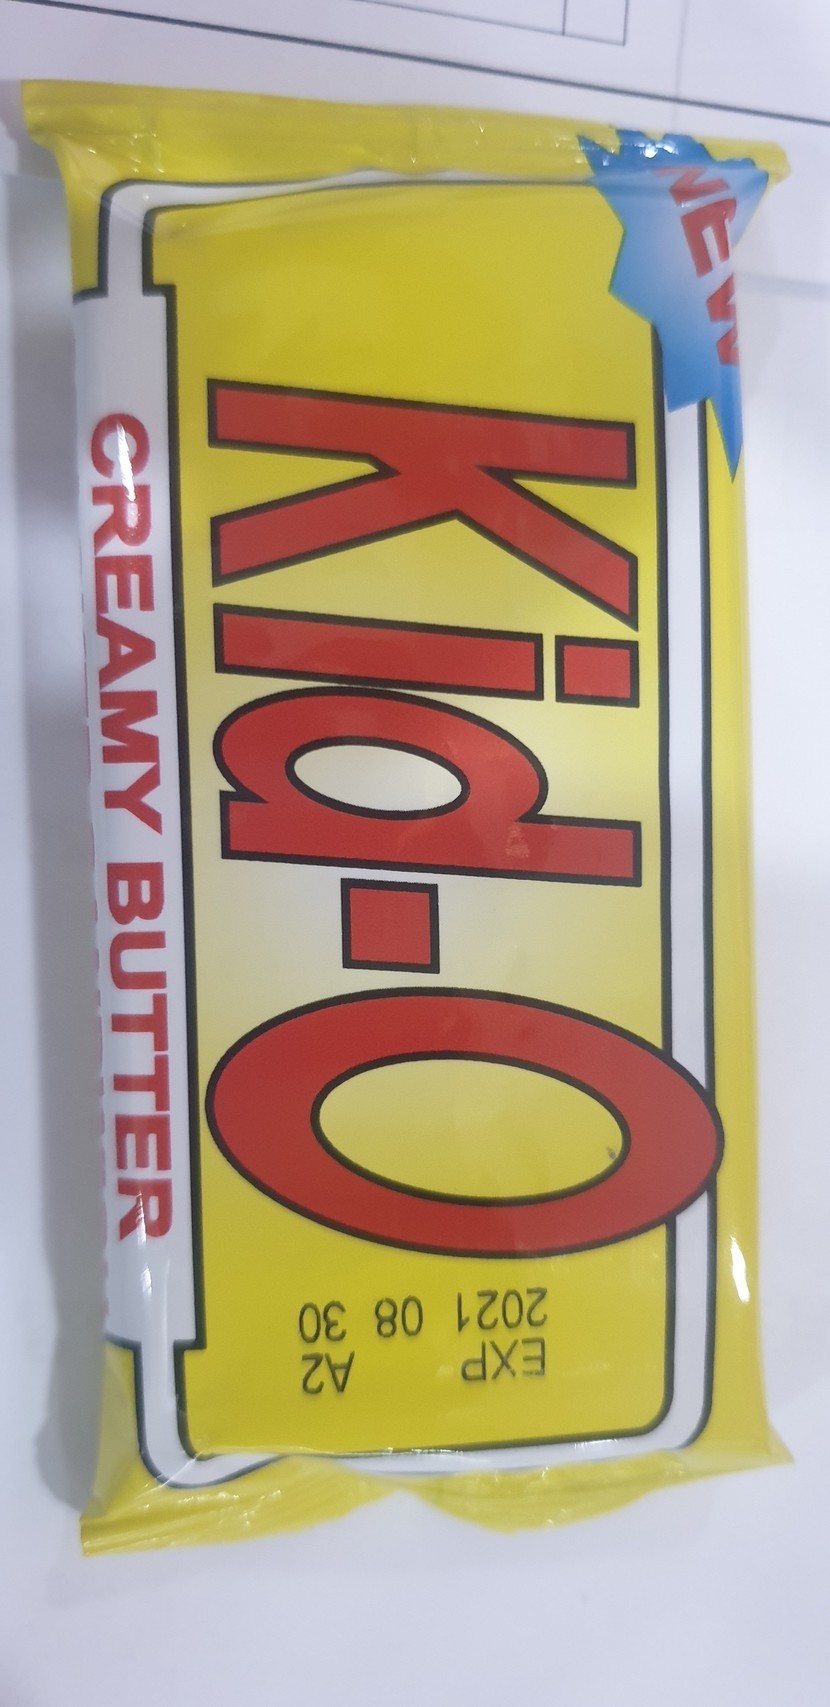 NEW
Kid-O
CREAMY BUTTER
EXP A2
2021 08 30